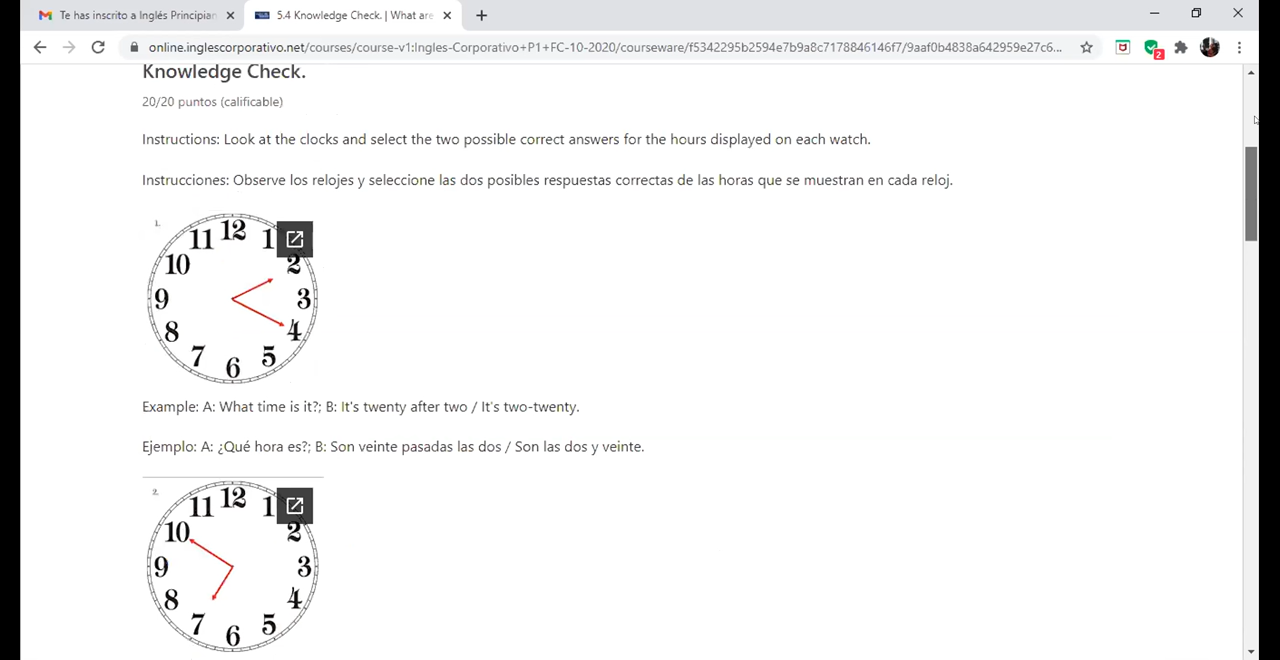 Te has inscrito a Inglés Principian
5.4 Knowledge Check. | What are
online.inglescorporativo.net/courses/course-v1:Ingles-Corporativo+P1+FC-10-2020/courseware/f5342295b2594e7b9a8c7178846146f7/9aaf0b4838a642959e27c6...
2
Knowledge Check.
20/20 puntos (calificable)
Instructions: Look at the clocks and select the two possible correct answers for the hours displayed on each watch.
Instrucciones: Observe los relojes y seleccione las dos posibles respuestas correctas de las horas que se muestran en cada reloj.
1.
11 12 1
10 2
9 3
8 4
7 6 5
Example: A: What time is it?; B: It's twenty after two / It's two-twenty.
Ejemplo: A: ¿Qué hora es?; B: Son veinte pasadas las dos / Son las dos y veinte.
2.
11 12 1
10 2
9 3
8 4
7 6 5